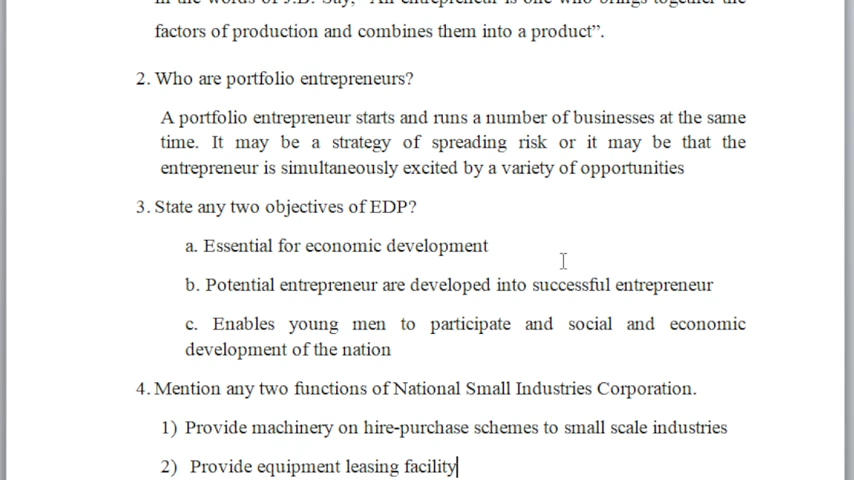 factors of production and combines them into a product”.
2. Who are portfolio entrepreneurs?
A portfolio entrepreneur starts and runs a number of businesses at the same
time. It may be a strategy of spreading risk or it may be that the
entrepreneur is simultaneously excited by a variety of opportunities
3. State any two objectives of EDP?
a. Essential for economic development
b. Potential entrepreneur are developed into successful entrepreneur
c. Enables young men to participate and social and economic
development of the nation
4. Mention any two functions of National Small Industries Corporation.
1) Provide machinery on hire-purchase schemes to small scale industries
2) Provide equipment leasing facility